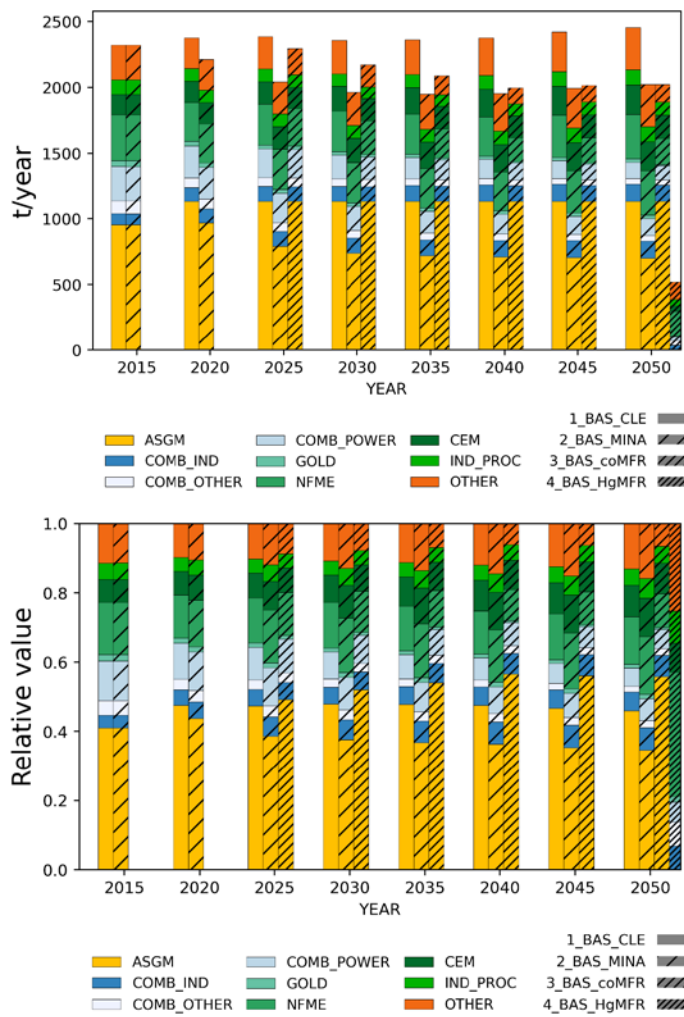 2500
2000
1500
1000
500
0
t/year
2015 2020 2025 2030 2035 2040 2045 2050
YEAR
1_BAS_CLE
ASGM COMB_POWER CEM 2_BAS_MINA
COMB_IND GOLD IND_PROC 3_BAS_coMFR
COMB_OTHER NFME OTHER 4_BAS_HgMFR
1.0
0.8
0.6
0.4
0.2
0.0
Relative value
2015 2020 2025 2030 2035 2040 2045 2050
YEAR
1_BAS_CLE
ASGM COMB_POWER CEM 2_BAS_MINA
COMB_IND GOLD IND_PROC 3_BAS_coMFR
COMB_OTHER NFME OTHER 4_BAS_HgMFR